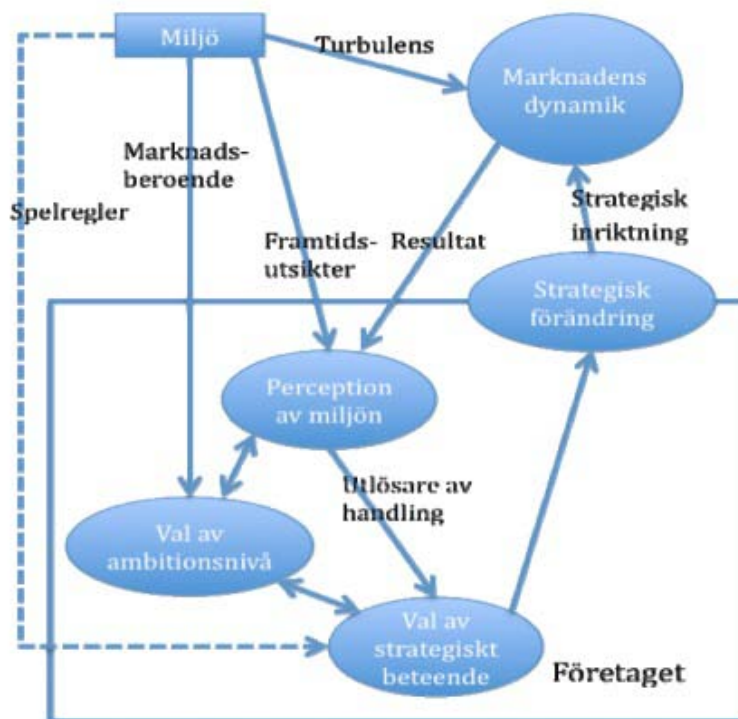 Miljö
Turbulens
Marknadens
dynamik
Marknads-
beroende
Spelregler
Strategisk
inriktning
Framtids-
utsikter
Resultat
Strategisk
förändring
Perception
av miljön
Utlösare av
handling
Val av
ambitionsnivå
Val av
strategiskt
beteende
Företaget